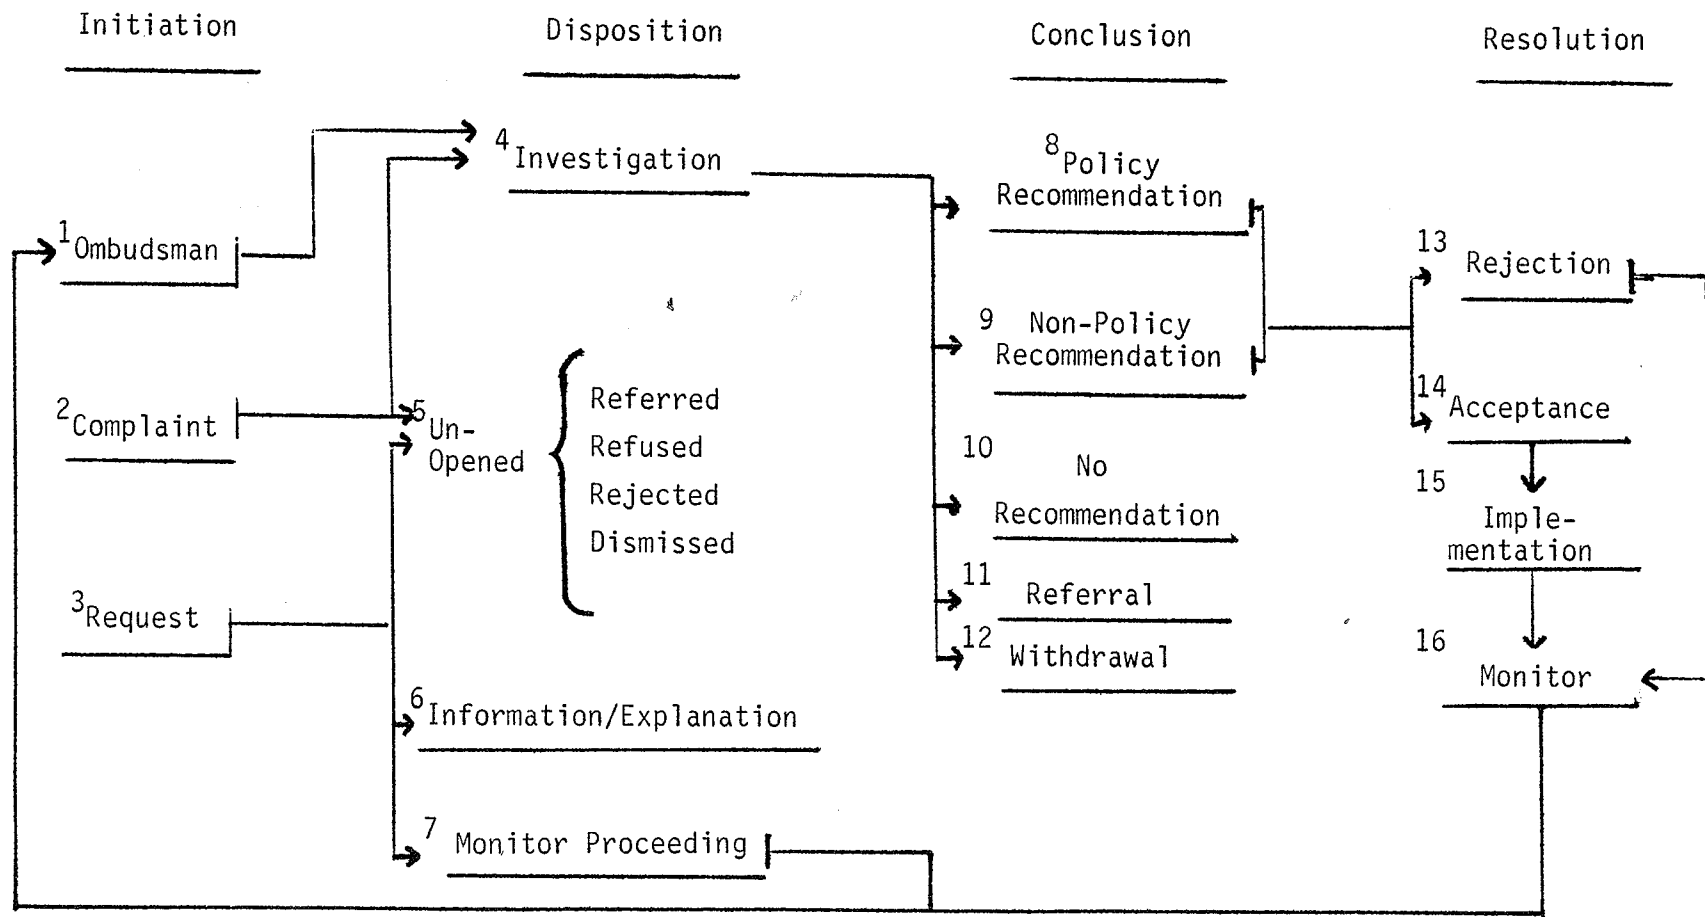 Initiation
Disposition
Conclusion
Resolution
1 Ombudsman
2 Complaint
3 Request
4 Investigation
5 Un-
Opened
Referred
Refused
Rejected
Dismissed
6 Information/Explanation
7 Monitor Proceeding
8 Policy
Recommendation
9 Non-Policy
Recommendation
10 No
Recommendation
11 Referral
12 Withdrawal
13 Rejection
14 Acceptance
15 Imple-
mentation
16 Monitor